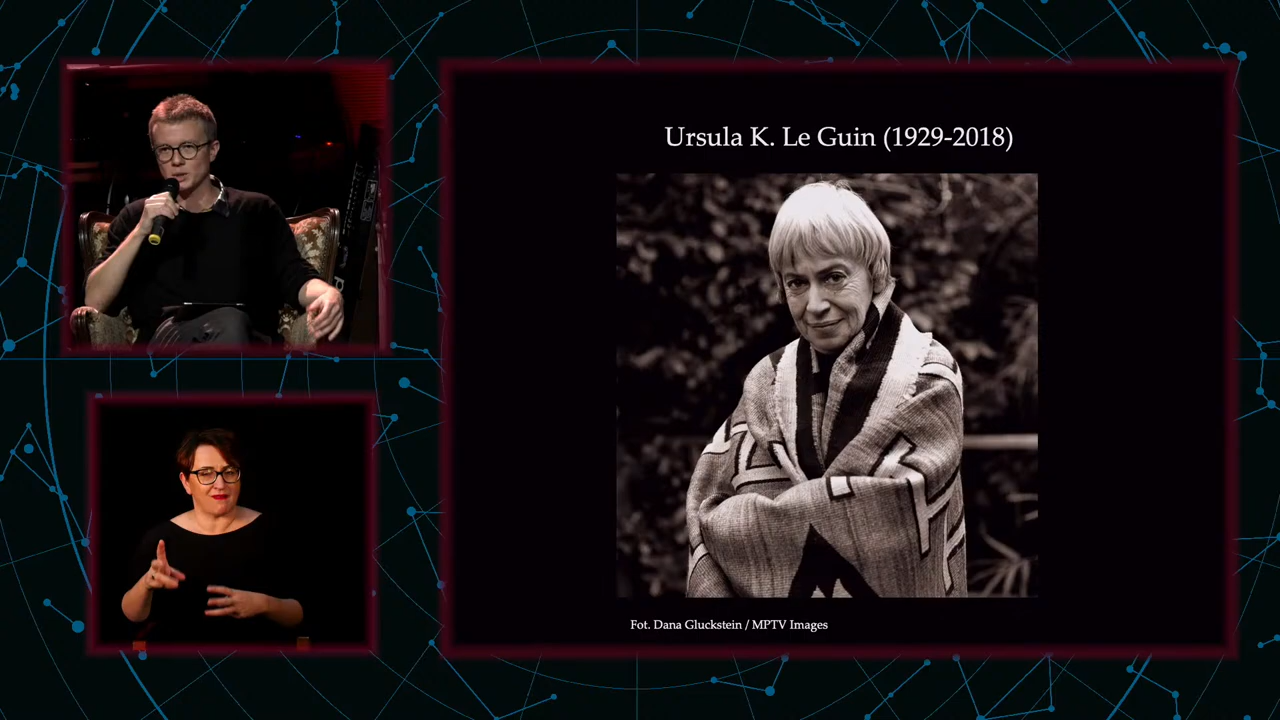 Ursula K. Le Guin (1929-2018)
Fot. Dana Gluckstein / MPTV Images